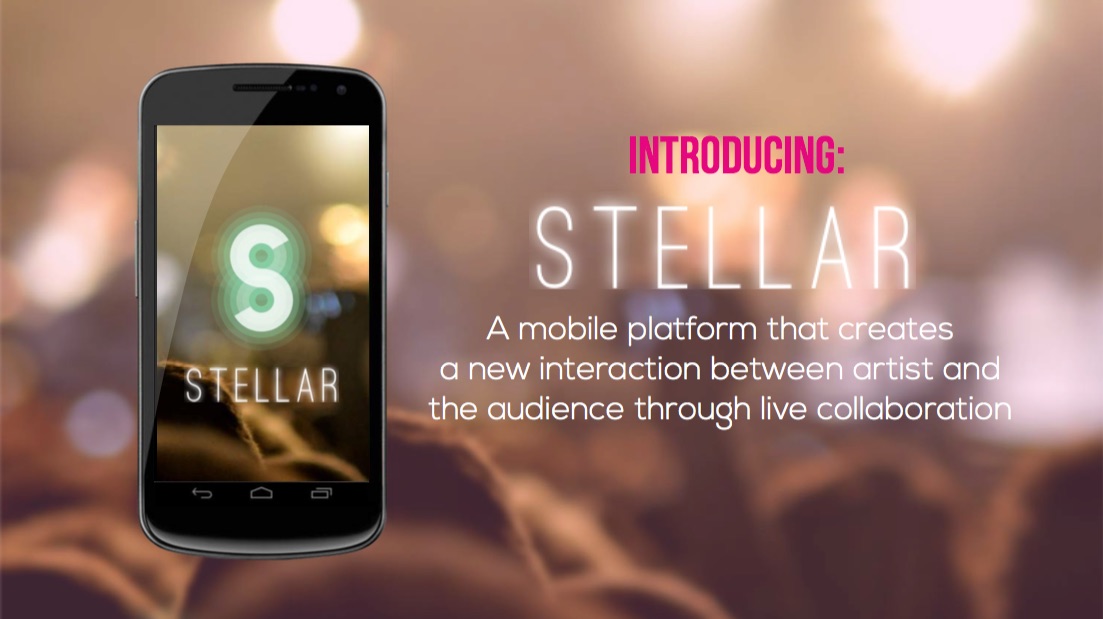 S
STELLAR
INTRODUCING:
STELLAR
A mobile platform that creates
a new interaction between artist and
the audience through live collaboration